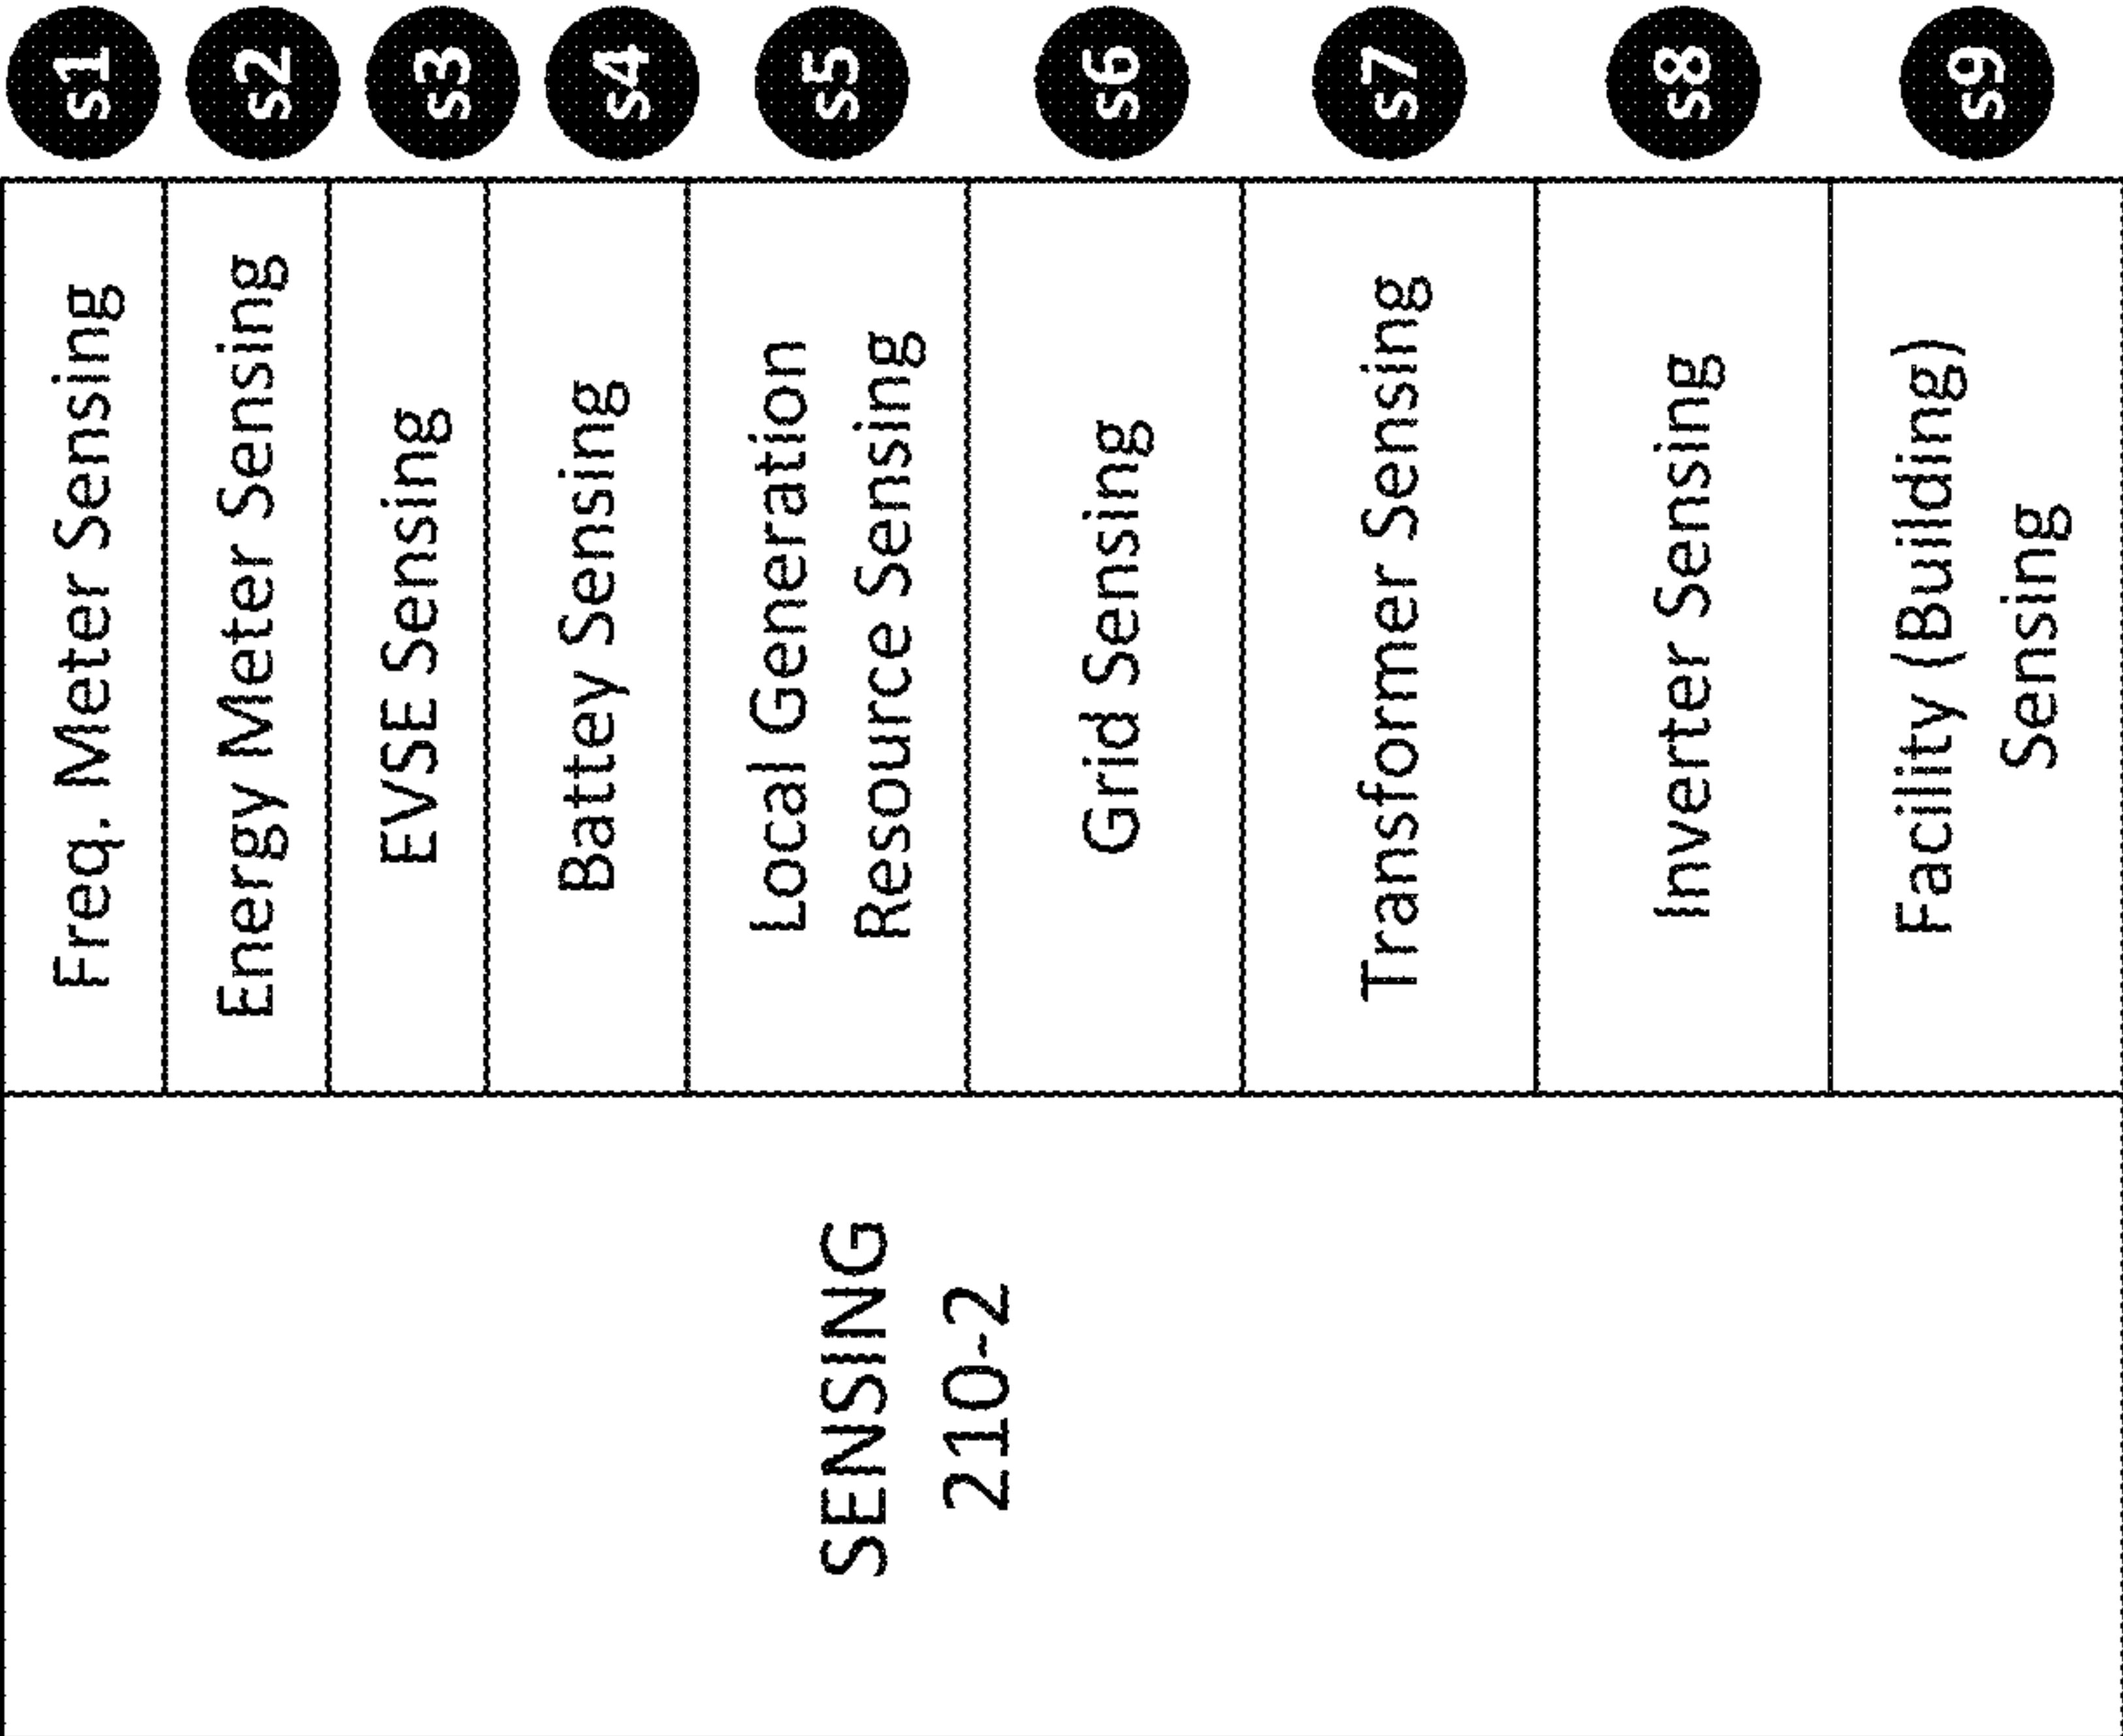 SENSING
210-2
Freq. Meter Sensing
s1
Energy Meter Sensing
s2
EVSE Sensing
s3
Battey Sensing
s4
Local Generation
Resource Sensing
s5
Grid Sensing
s6
Transformer Sensing
s7
Inverter Sensing
s8
Facility (Building)
Sensing
s9